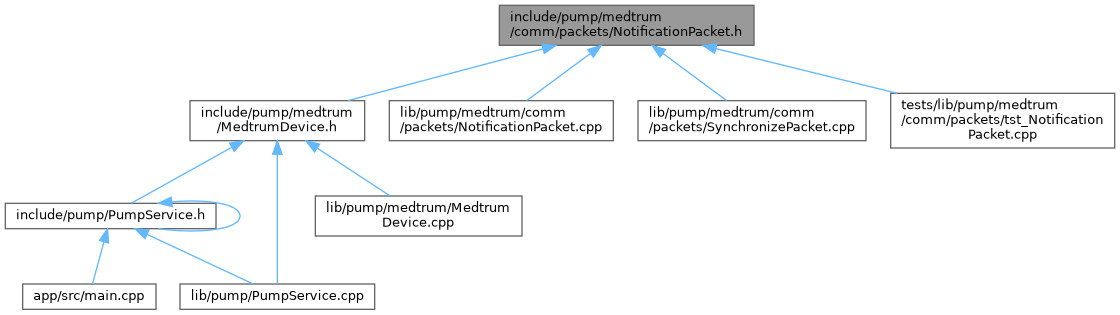 include/pump/medtrum
/comm/packets/NotificationPacket.h
include/pump/medtrum
/MedtrumDevice.h
lib/pump/medtrum/comm
/packets/NotificationPacket.cpp
lib/pump/medtrum/comm
/packets/SynchronizePacket.cpp
tests/lib/pump/medtrum
/comm/packets/tst_Notification
Packet.cpp
include/pump/PumpService.h
lib/pump/medtrum/Medtrum
Device.cpp
app/src/main.cpp
lib/pump/PumpService.cpp